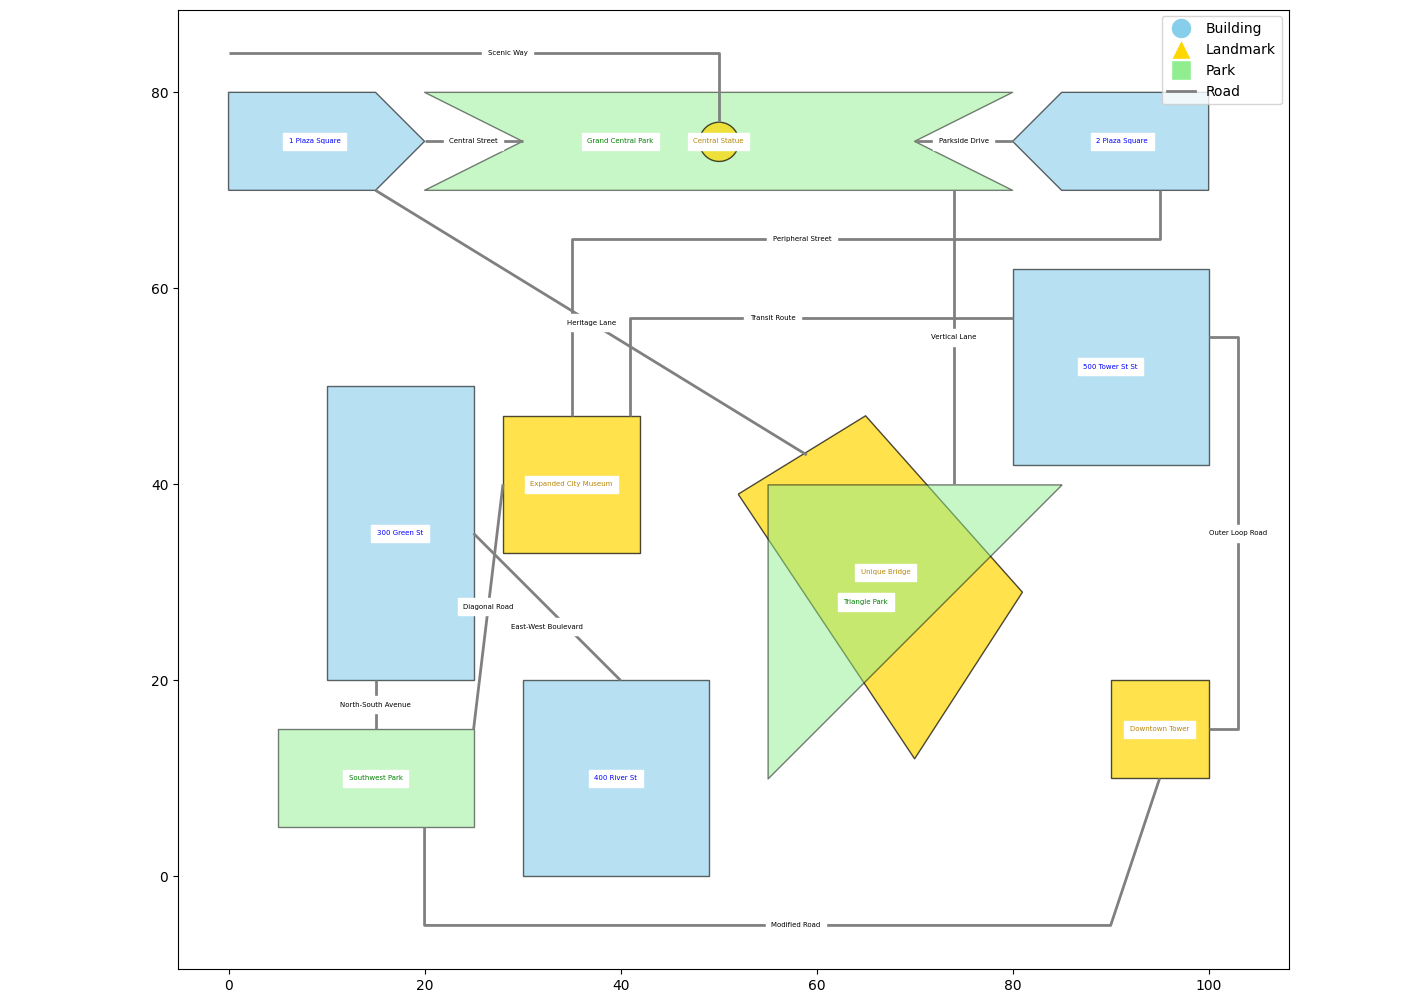 Building
Landmark
Park
Road
Scenic Way
80
1 Plaza Square
Central Street
Grand Central Park
Central Statue
Parkside Drive
2 Plaza Square
Peripheral Street
60
Transit Route
Heritage Lane
Vertical Lane
500 Tower St St
40
Expanded City Museum
300 Green St
Outer Loop Road
Unique Bridge
Triangle Park
Diagonal Road
East-West Boulevard
20
North-South Avenue
Downtown Tower
Southwest Park
400 River St
0
Modified Road
0
20
40
60
80
100